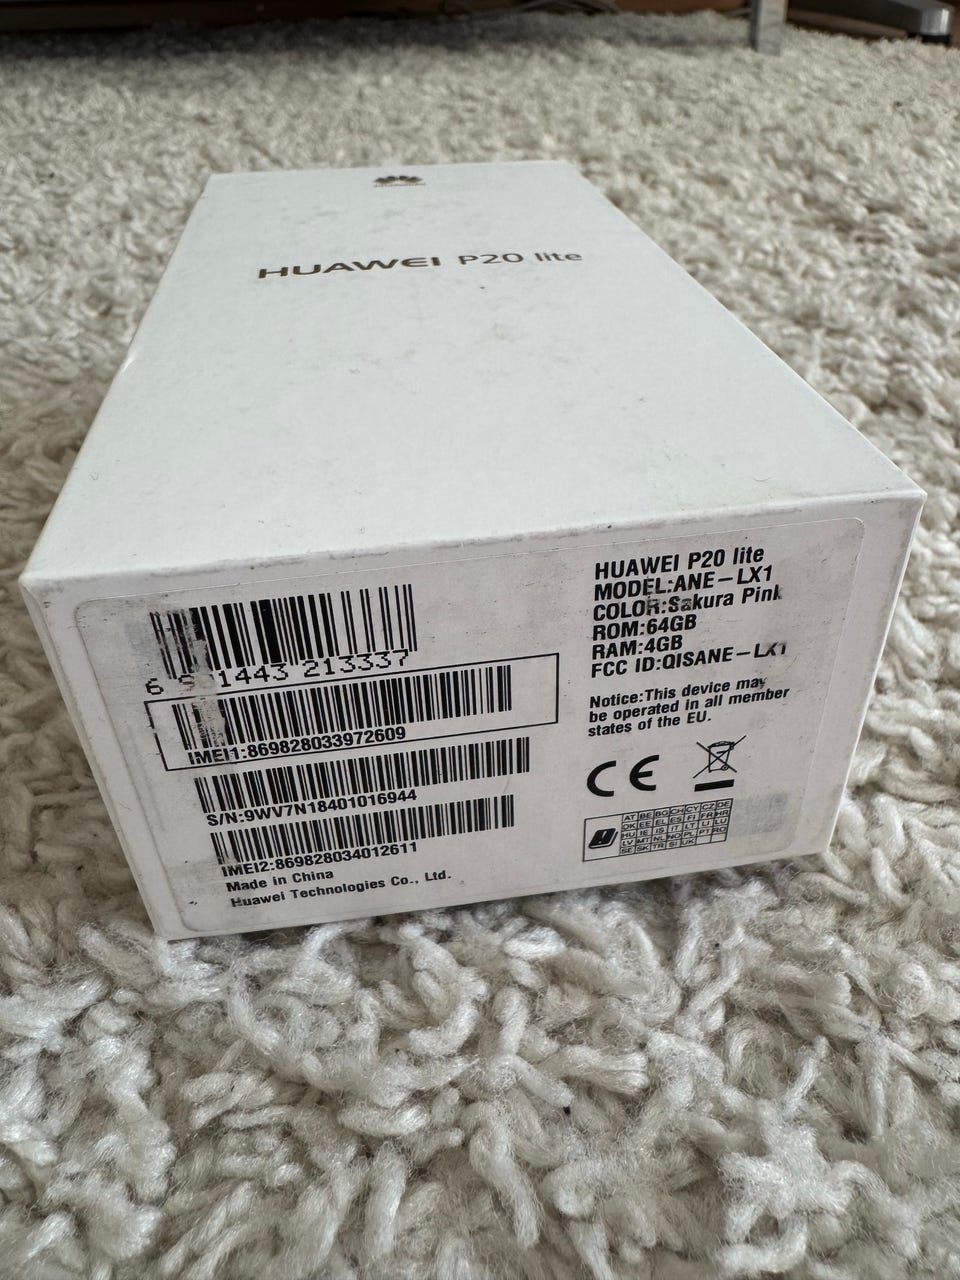 HUAWEI P20 lite
HUAWEI P20 lite
MODEL:ANE-LX1
COLOR:Sakura Pink
ROM:64GB
RAM:4GB
FCC ID:QISANE-LX1
Notice:This device may
be operated in all member
states of the EU.
CE
AT BE BG CH CY CZ DE
DK EE EL ES FI FR HR
HU IE IS IT LT LI LU
LV MT NL NO PL PT RO
SE SK TR SI UK
6 1443 213337
IMEI1:869828033972609
S/N:9WV7N18401016944
IMEI2:869828034012611
Made in China
Huawei Technologies Co., Ltd.